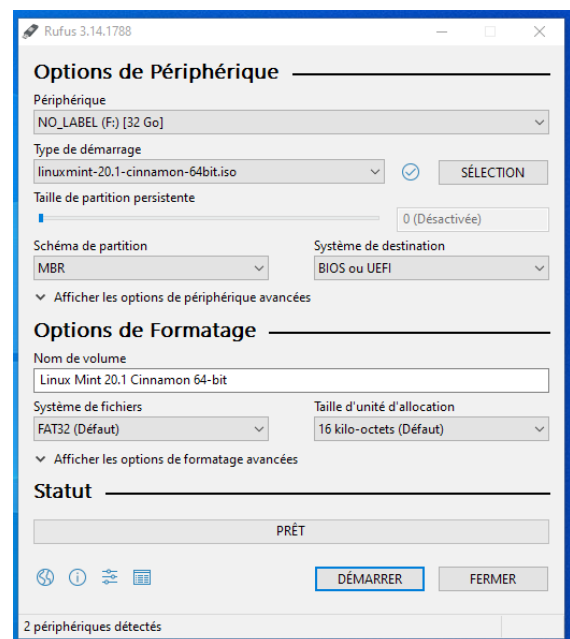 Rufus 3.14.1788
Options de Périphérique
Périphérique
NO_LABEL (F:) [32 Go]
Type de démarrage
linuxmint-20.1-cinnamon-64bit.iso
SÉLECTION
Taille de partition persistente
0 (Désactivée)
Schéma de partition
Système de destination
MBR
BIOS ou UEFI
Afficher les options de périphérique avancées
Options de Formatage
Nom de volume
Linux Mint 20.1 Cinnamon 64-bit
Système de fichiers
Taille d'unité d'allocation
FAT32 (Défaut)
16 kilo-octets (Défaut)
Afficher les options de formatage avancées
Statut
PRÊT
DÉMARRER
FERMER
2 périphériques détectés